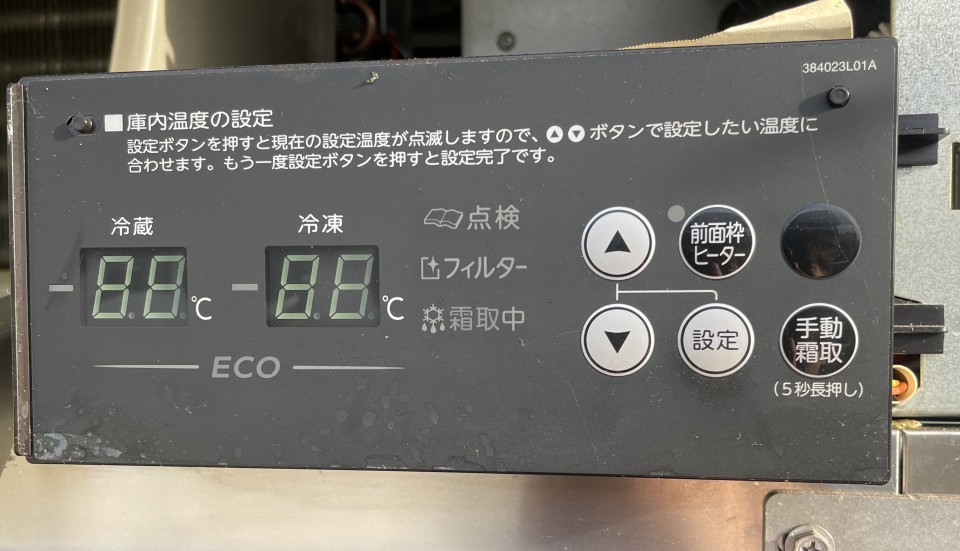 384023L01A
■庫内温度の設定
設定ボタンを押すと現在の設定温度が点滅しますので、▲▼ボタンで設定したい温度に
合わせます。もう一度設定ボタンを押すと設定完了です。
冷蔵
冷凍
点検
フィルター
霜取中
88℃
88℃
ECO
▲
前面枠
ヒーター
▼
設定
手動
霜取
(5秒長押し)